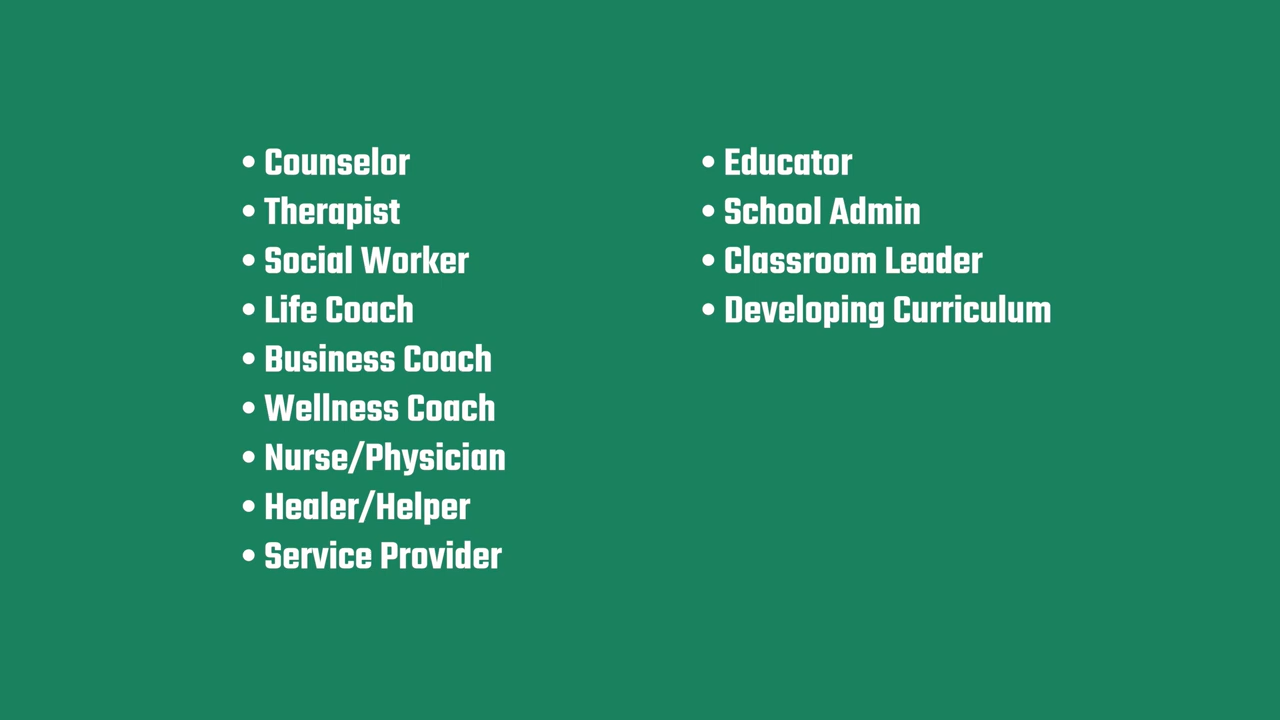 • Counselor
• Therapist
• Social Worker
• Life Coach
• Business Coach
• Wellness Coach
• Nurse/Physician
• Healer/Helper
• Service Provider
• Educator
• School Admin
• Classroom Leader
• Developing Curriculum